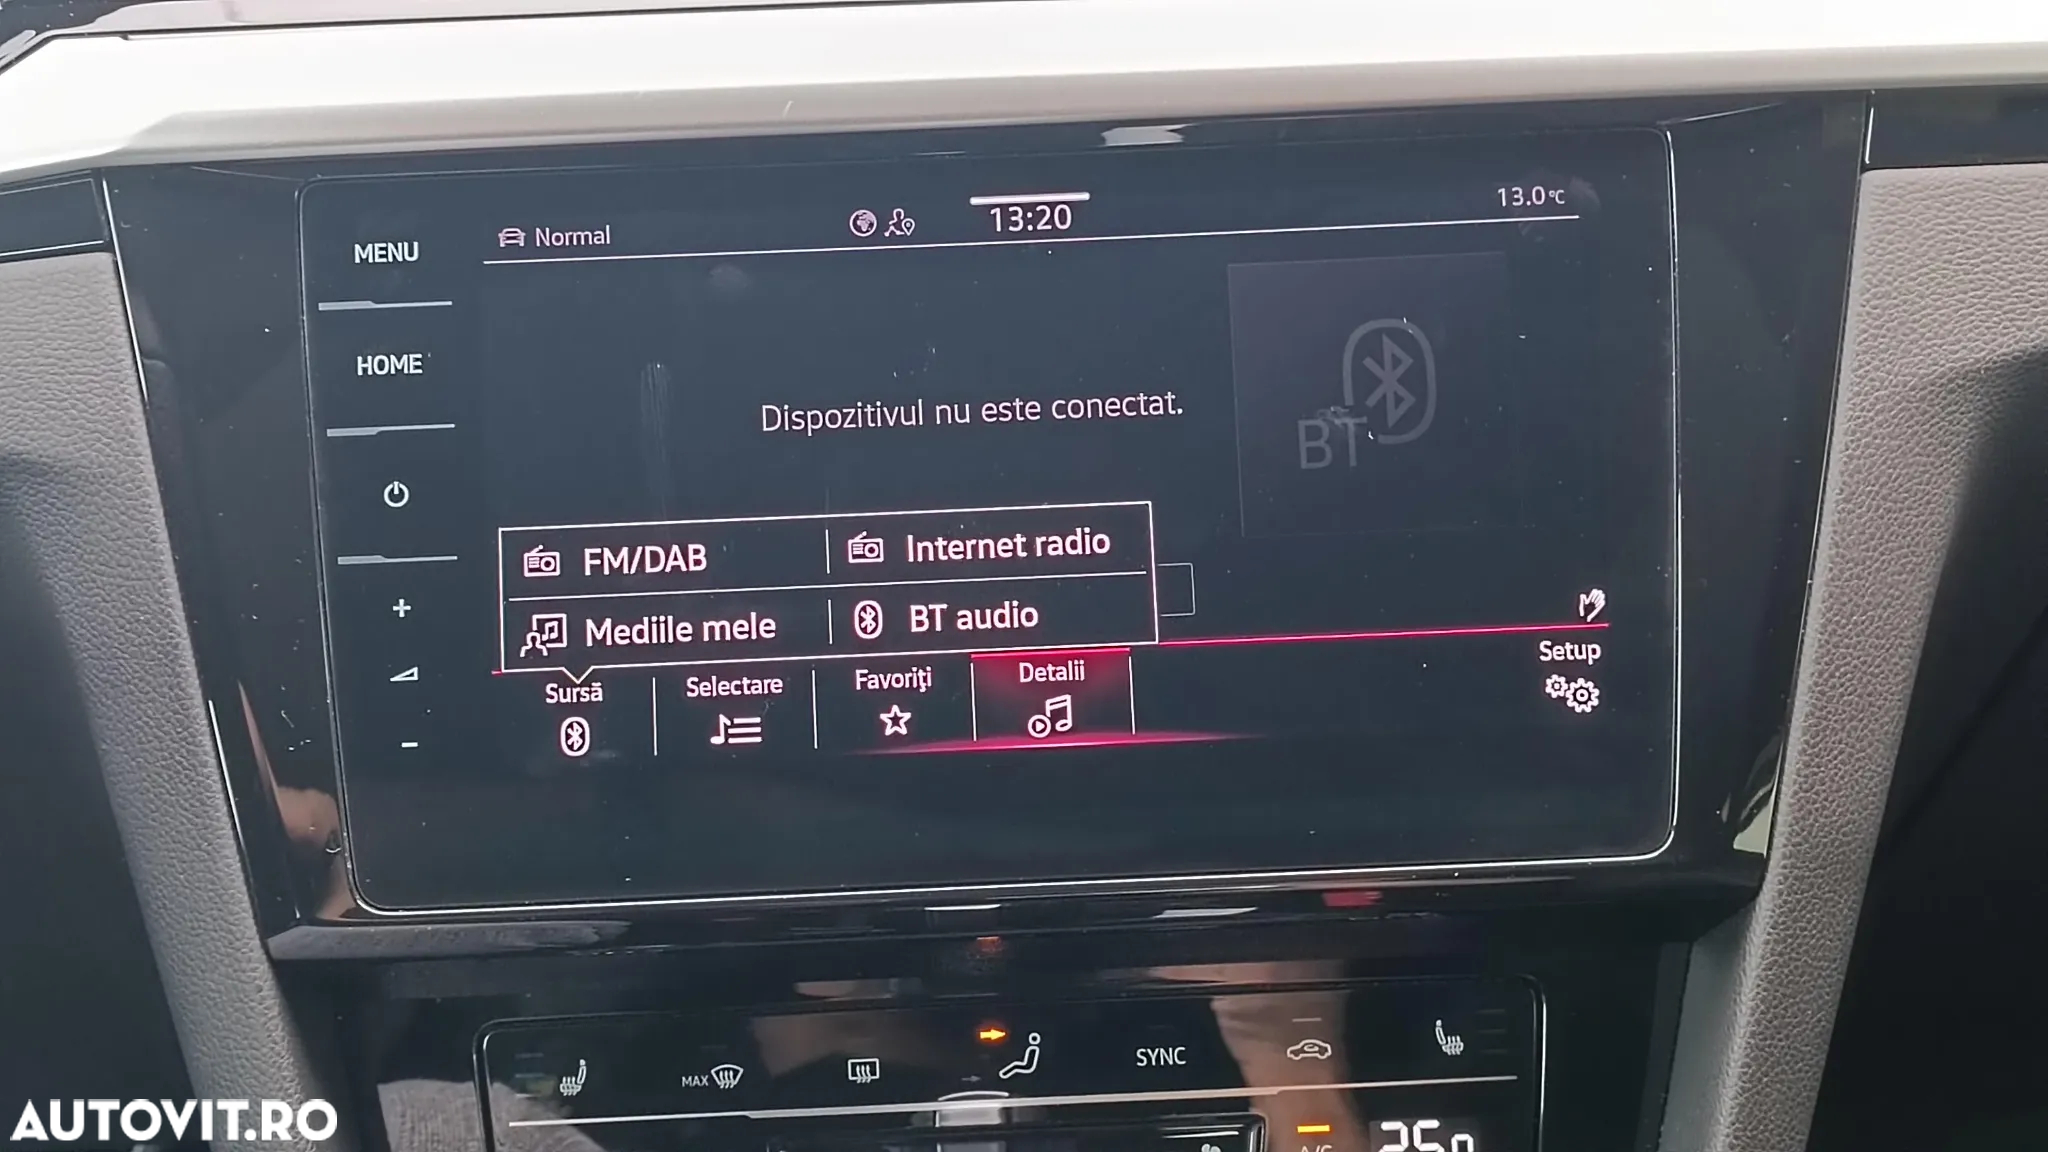 MENU
HOME
Normal
13:20
13.0°C
Dispozitivul nu este conectat.
BT
FM/DAB
Internet radio
Mediile mele
BT audio
Sursă
Selectare
Favoriți
Detalii
Setup
MAX
SYNC
A/C
AUTOVIT.RO